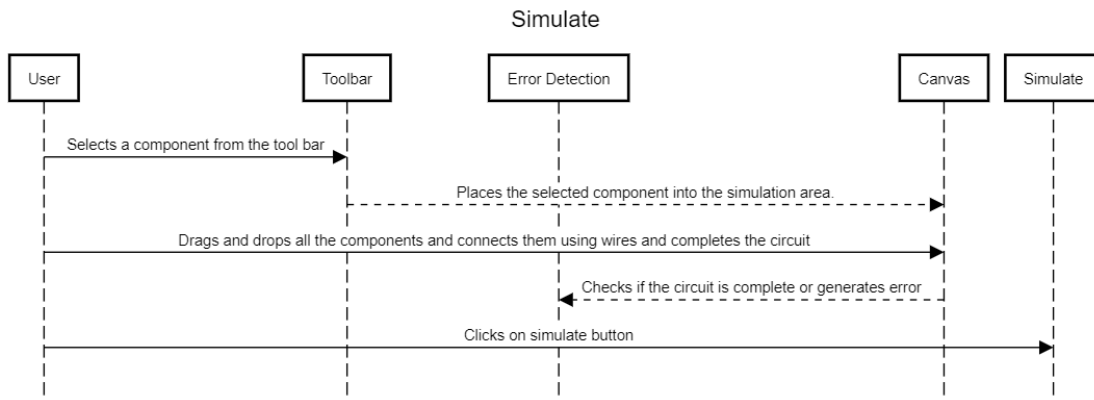 Simulate
User
Toolbar
Error Detection
Canvas
Simulate
Selects a component from the tool bar
Places the selected component into the simulation area.
Drags and drops all the components and connects them using wires and completes the circuit
Checks if the circuit is complete or generates error
Clicks on simulate button